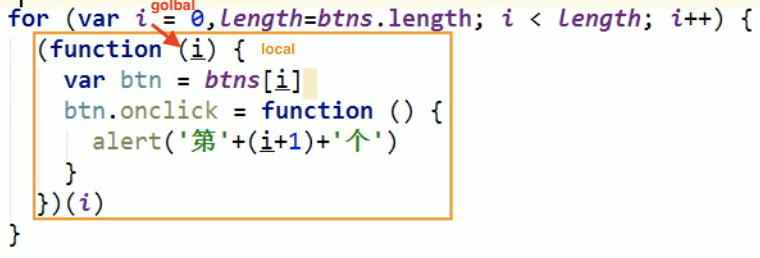 golbal
for (var i = 0,length=btns.length; i < length; i++) {
(function (i) { local
var btn = btns[i]
btn.onclick = function () {
alert('第'+(i+1)+'个')
}
})(i)
}